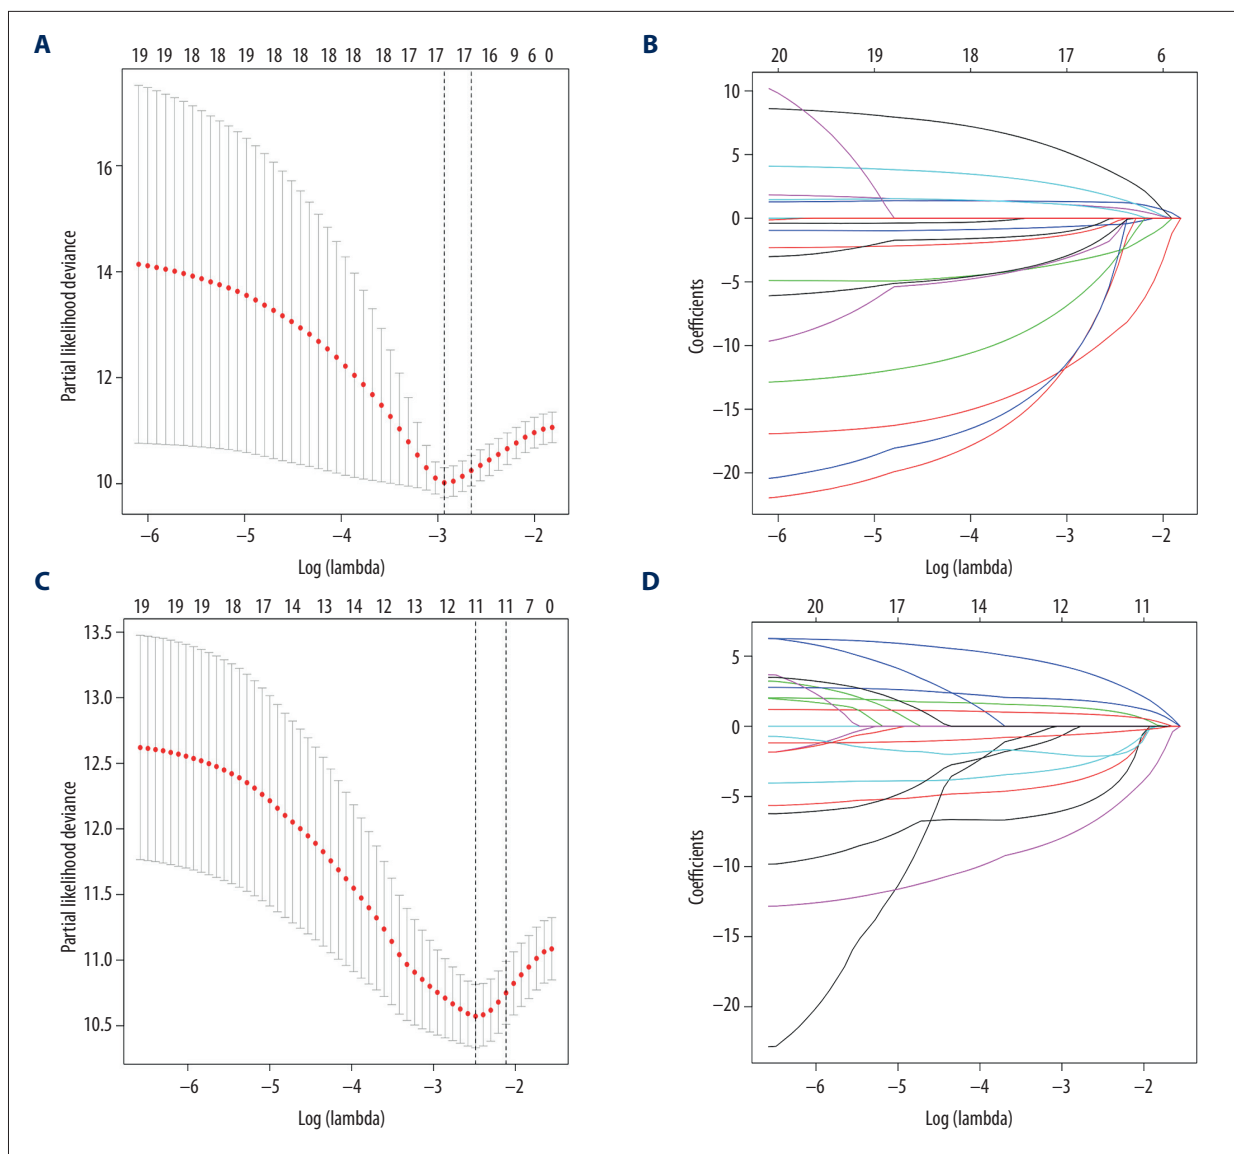 A
19 19 18 18 19 18 18 18 18 18 17 17 17 16 9 6 0
Partial likelihood deviance
16
14
12
10
−6 −5 −4 −3 −2
Log (lambda)
B
20 19 18 17 6
Coefficients
10
5
0
−5
−10
−15
−20
−6 −5 −4 −3 −2
Log (lambda)
C
19 19 19 18 17 14 13 14 12 13 12 11 11 7 0
Partial likelihood deviance
13.5
13.0
12.5
12.0
11.5
11.0
10.5
−6 −5 −4 −3 −2
Log (lambda)
D
20 17 14 12 11
Coefficients
5
0
−5
−10
−15
−20
−6 −5 −4 −3 −2
Log (lambda)